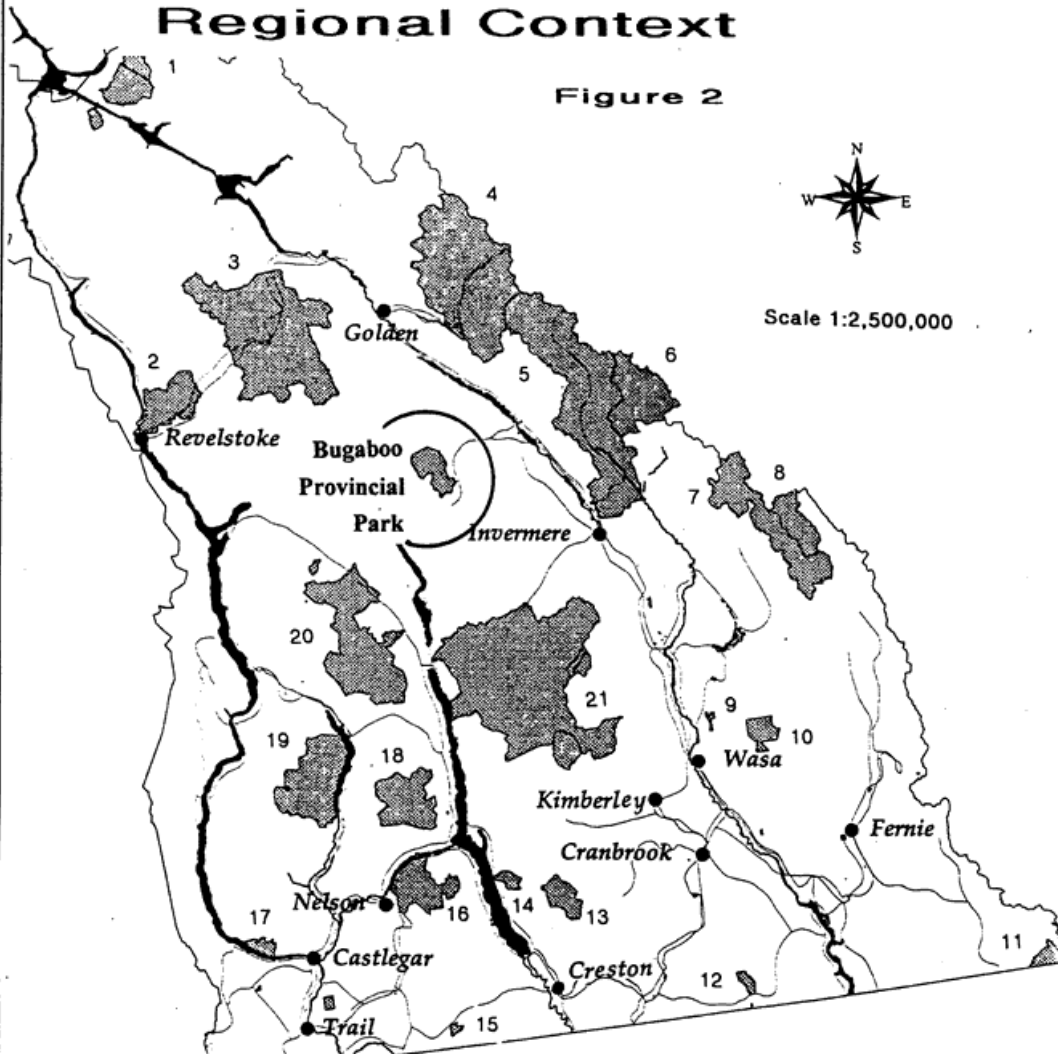 Regional Context
Figure 2
1
N
W E
S
4
3
Scale 1:2,500,000
Golden
2
5
6
Revelstoke
Bugaboo
Provincial
Park
7
8
Invermere
20
21
9
10
19
18
Wasa
Kimberley
Fernie
Cranbrook
Nelson
16
14
13
17
11
Castlegar
Creston
12
15
Trail